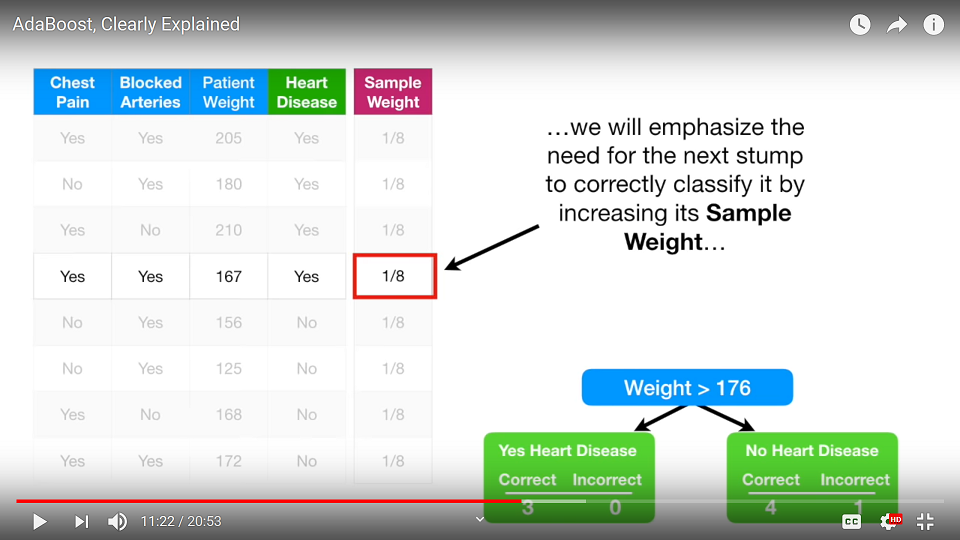 AdaBoost, Clearly Explained
Chest Pain Blocked Arteries Patient Weight Heart Disease Sample Weight
Yes Yes 205 Yes 1/8
No Yes 180 Yes 1/8
Yes No 210 Yes 1/8
Yes Yes 167 Yes 1/8
No Yes 156 No 1/8
No Yes 125 No 1/8
Yes No 168 No 1/8
Yes Yes 172 No 1/8
…we will emphasize the
need for the next stump
to correctly classify it by
increasing its Sample
Weight…
Weight > 176
Yes Heart Disease
Correct Incorrect
3 0
No Heart Disease
Correct Incorrect
4 1
11:22 / 20:53
CC
HD